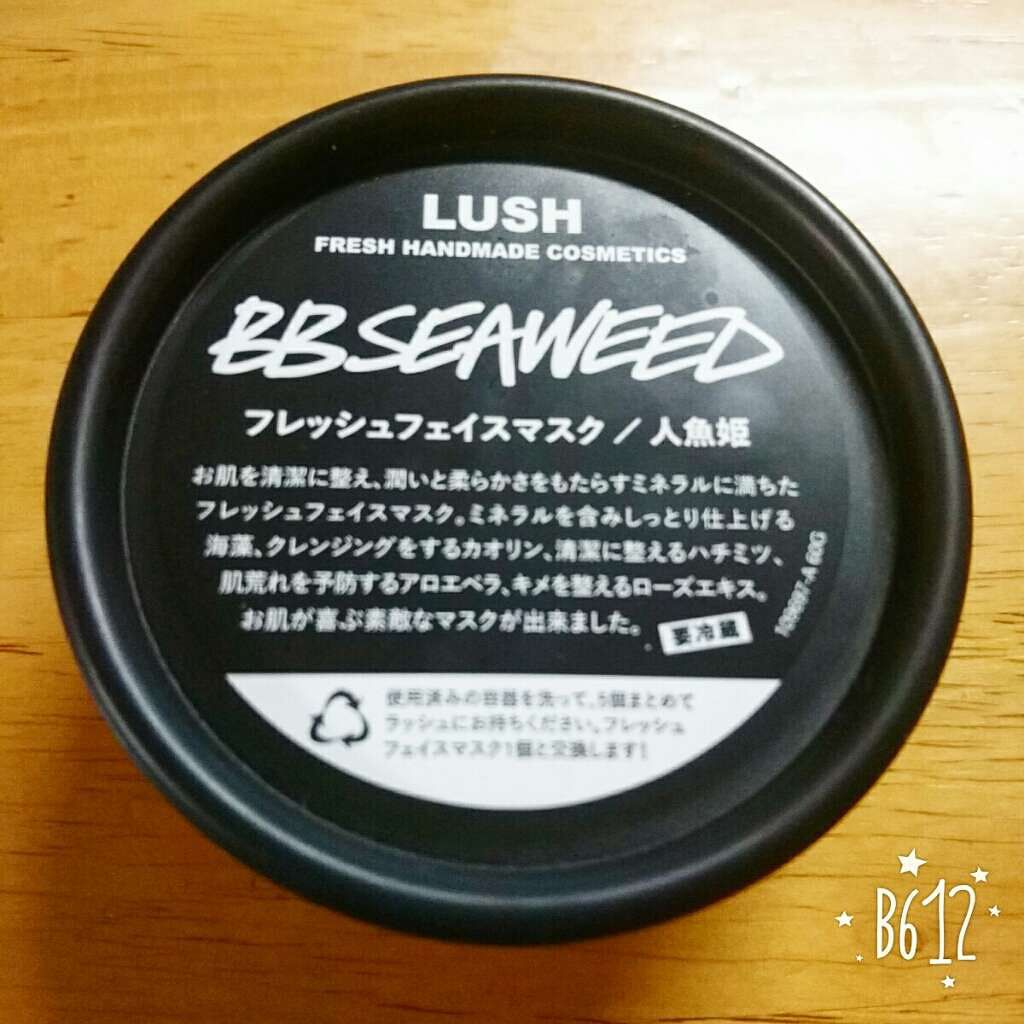 LUSH
FRESH HANDMADE COSMETICS
BB SEAWEED
フレッシュフェイスマスク / 人魚姫
お肌を清潔に整え、潤いと柔らかさをもたらすミネラルに満ちた
フレッシュフェイスマスク。ミネラルを含みしっとり仕上げる
海藻、クレンジングをするカオリン、清潔に整えるハチミツ、
肌荒れを予防するアロエベラ、キメを整えるローズエキス。
お肌が喜ぶ素敵なマスクが出来ました。
要冷蔵
60G
使用済みの容器を洗って、5個まとめて
ラッシュにお持ちください。フレッシュ
フェイスマスク1個と交換します!
B612